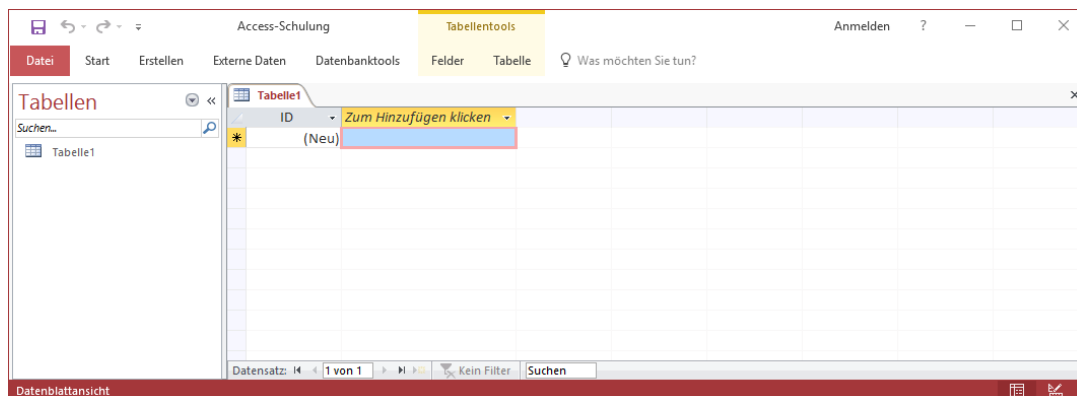 Access-Schulung Tabellentools Anmelden ?
Datei Start Erstellen Externe Daten Datenbanktools Felder Tabelle Was möchten Sie tun?
Tabellen «
Suchen...
Tabelle1
Tabelle1
ID Zum Hinzufügen klicken
* (Neu)
Datensatz: 1 von 1 Kein Filter Suchen
Datenblattansicht